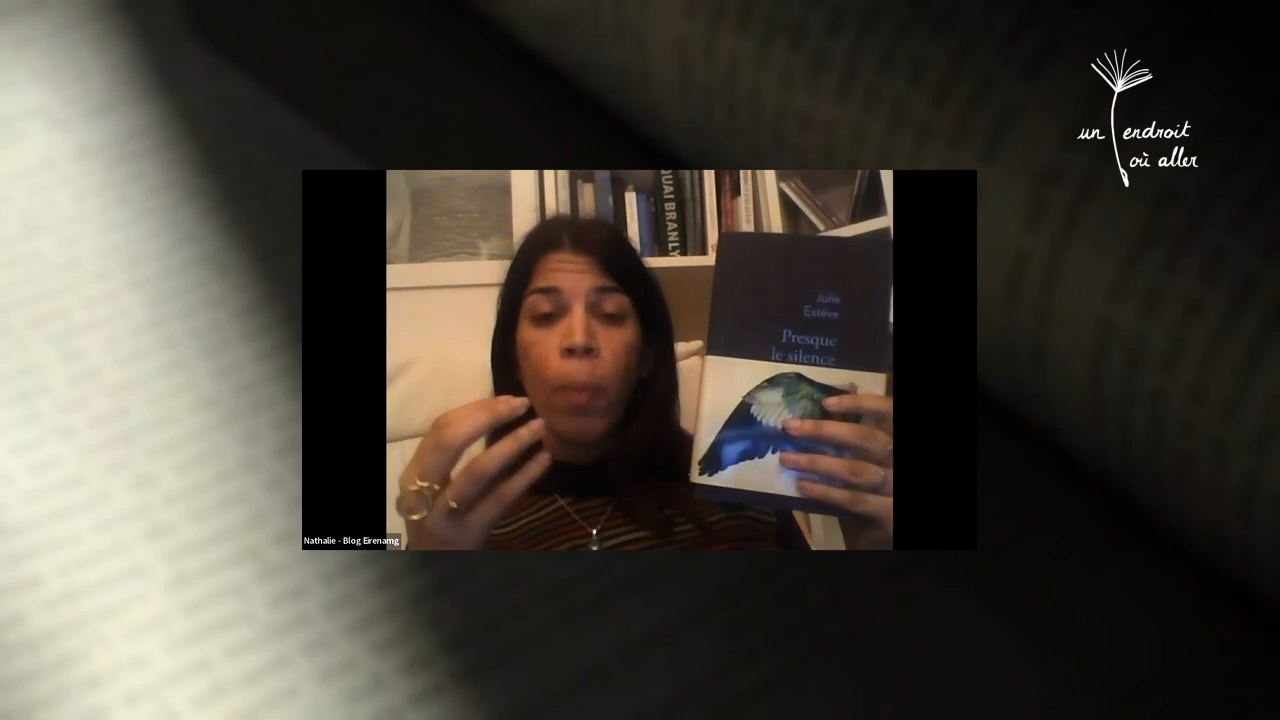 un endroit
où aller
QUAI BRANLY
Julie
Estève
Presque
le silence
Nathalie - Blog Eirenamg